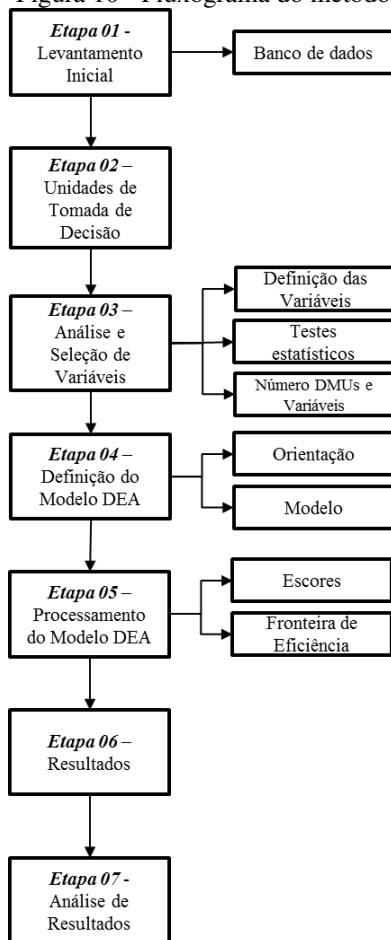 Figura 10 - Fluxograma do método
Etapa 01 -
Levantamento
Inicial
Banco de dados
Etapa 02 –
Unidades de
Tomada de
Decisão
Etapa 03 –
Análise e
Seleção de
Variáveis
Definição das
Variáveis
Testes
estatísticos
Número DMUs e
Variáveis
Etapa 04 –
Definição do
Modelo DEA
Orientação
Modelo
Etapa 05 –
Processamento
do Modelo DEA
Escores
Fronteira de
Eficiência
Etapa 06 –
Resultados
Etapa 07 -
Análise de
Resultados